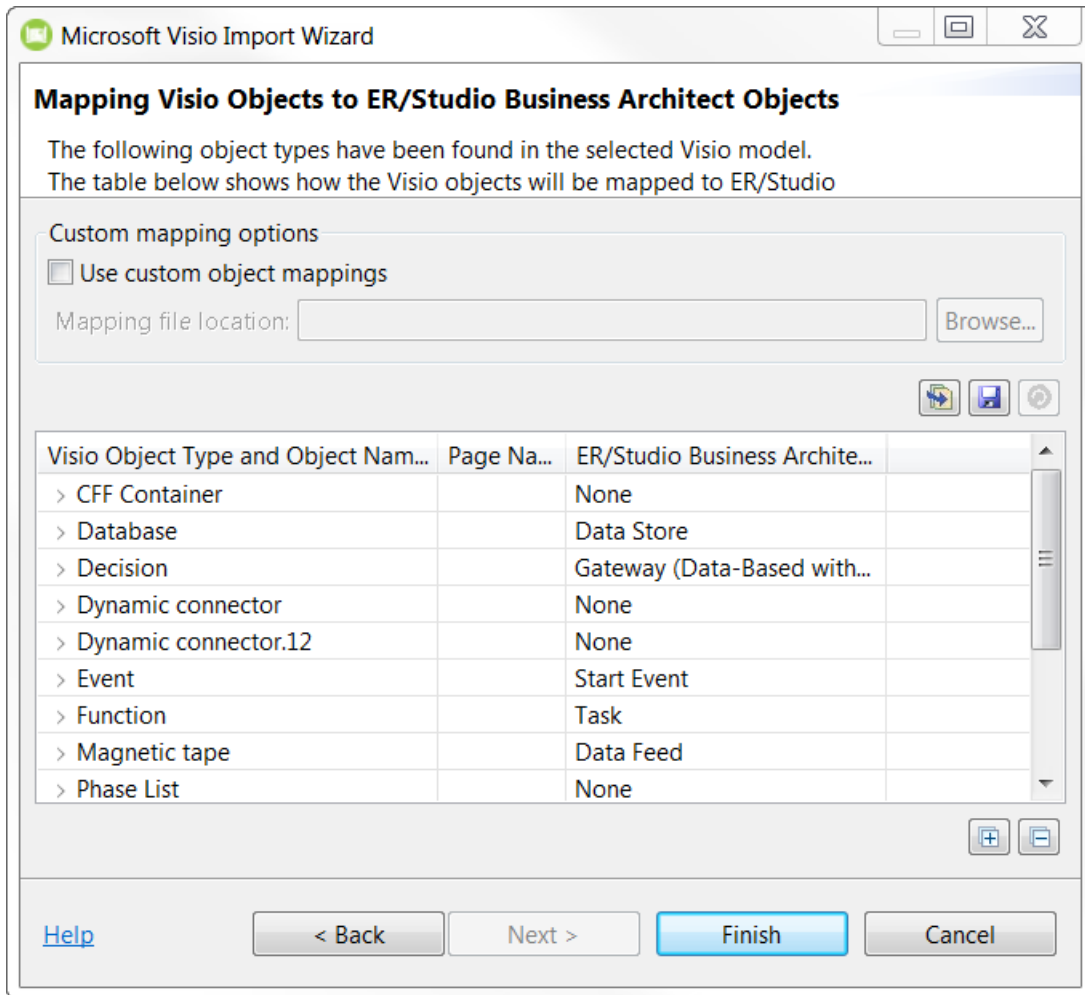 Microsoft Visio Import Wizard
Mapping Visio Objects to ER/Studio Business Architect Objects
The following object types have been found in the selected Visio model.
The table below shows how the Visio objects will be mapped to ER/Studio
Custom mapping options
Use custom object mappings
Mapping file location:
Browse...
Visio Object Type and Object Nam... Page Na... ER/Studio Business Archite...
CFF Container None
Database Data Store
Decision Gateway (Data-Based with...
Dynamic connector None
Dynamic connector.12 None
Event Start Event
Function Task
Magnetic tape Data Feed
Phase List None
Help < Back Next > Finish Cancel